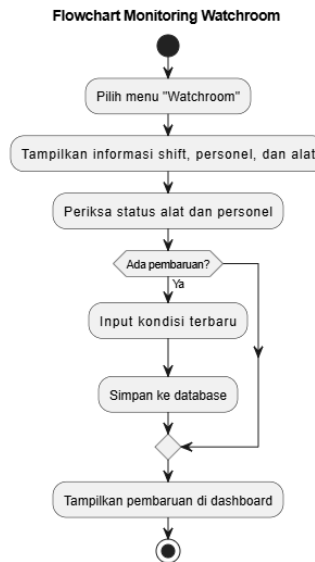 Flowchart Monitoring Watchroom
Pilih menu "Watchroom"
Tampilkan informasi shift, personel, dan alat
Periksa status alat dan personel
Ada pembaruan?
Ya
Input kondisi terbaru
Simpan ke database
Tampilkan pembaruan di dashboard